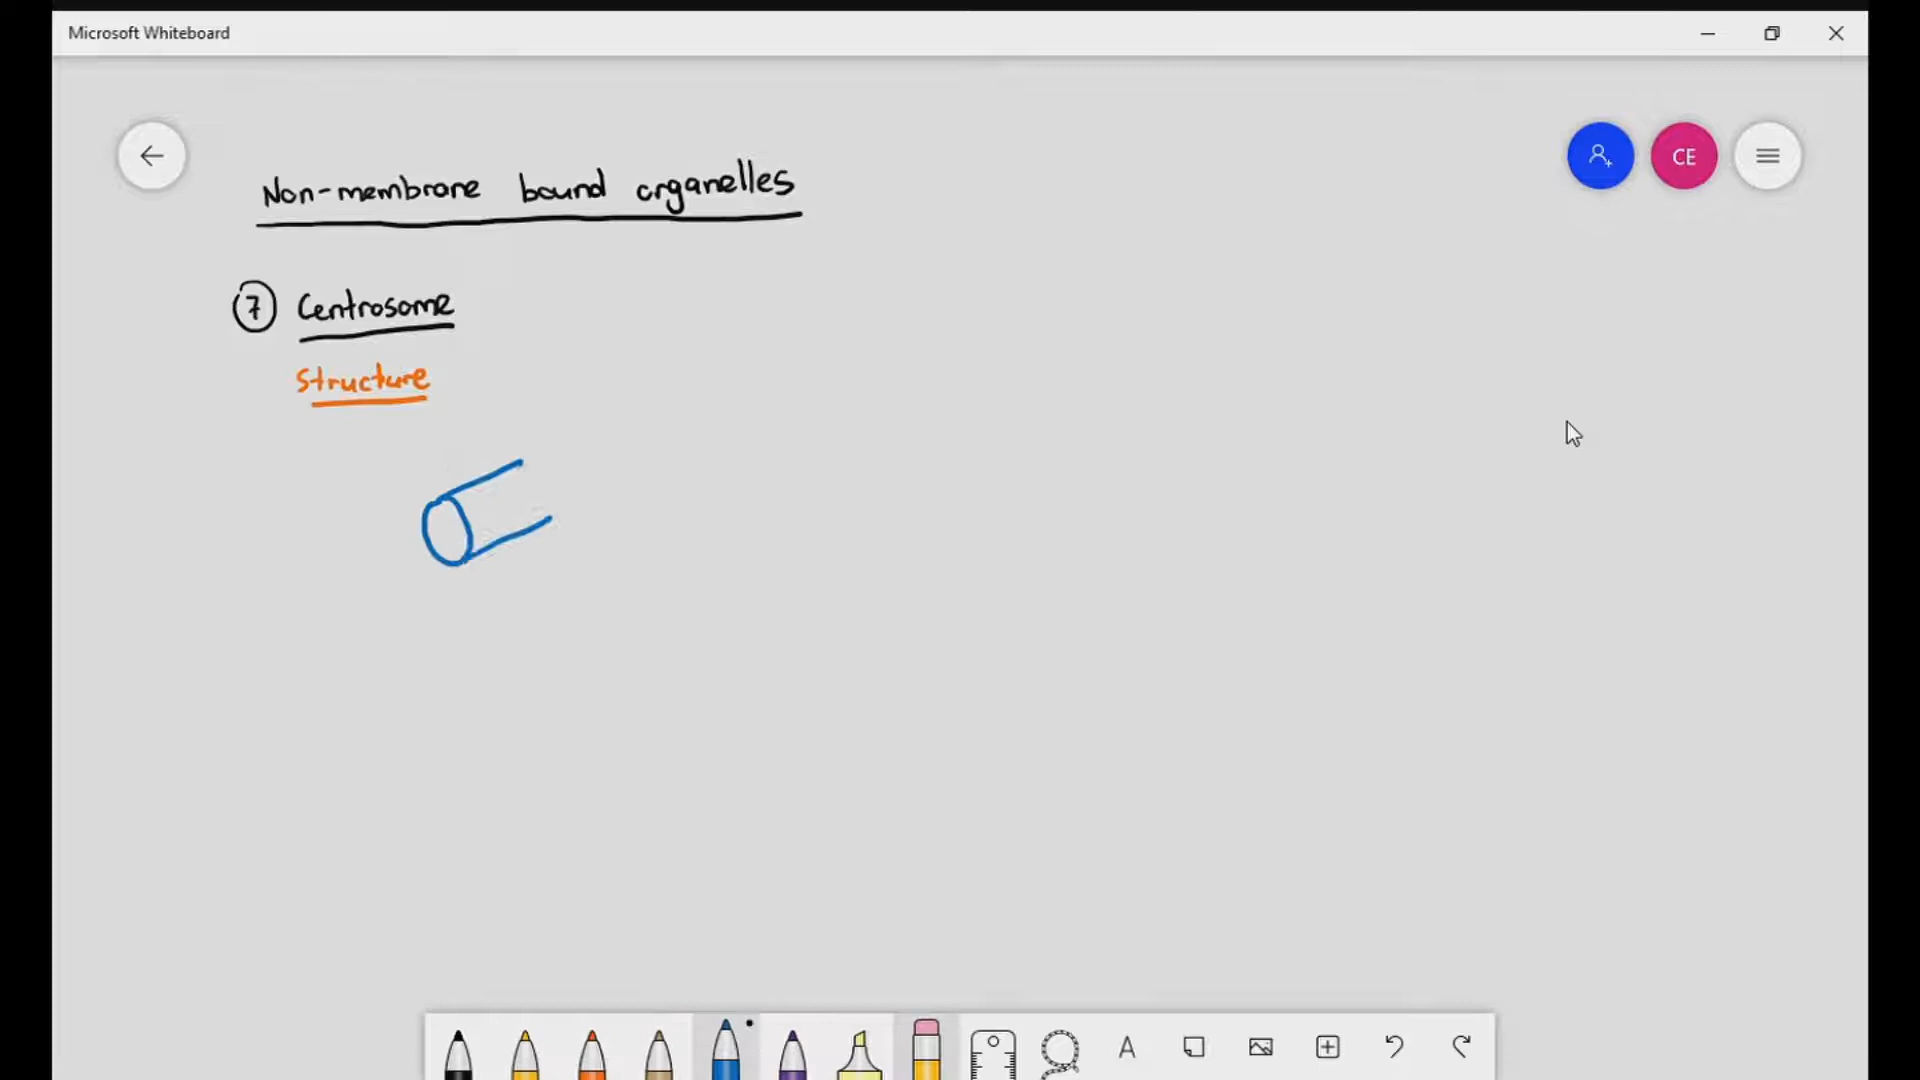 Microsoft Whiteboard
CE
Non-membrane bound organelles
7 Centrosome
Structure
A